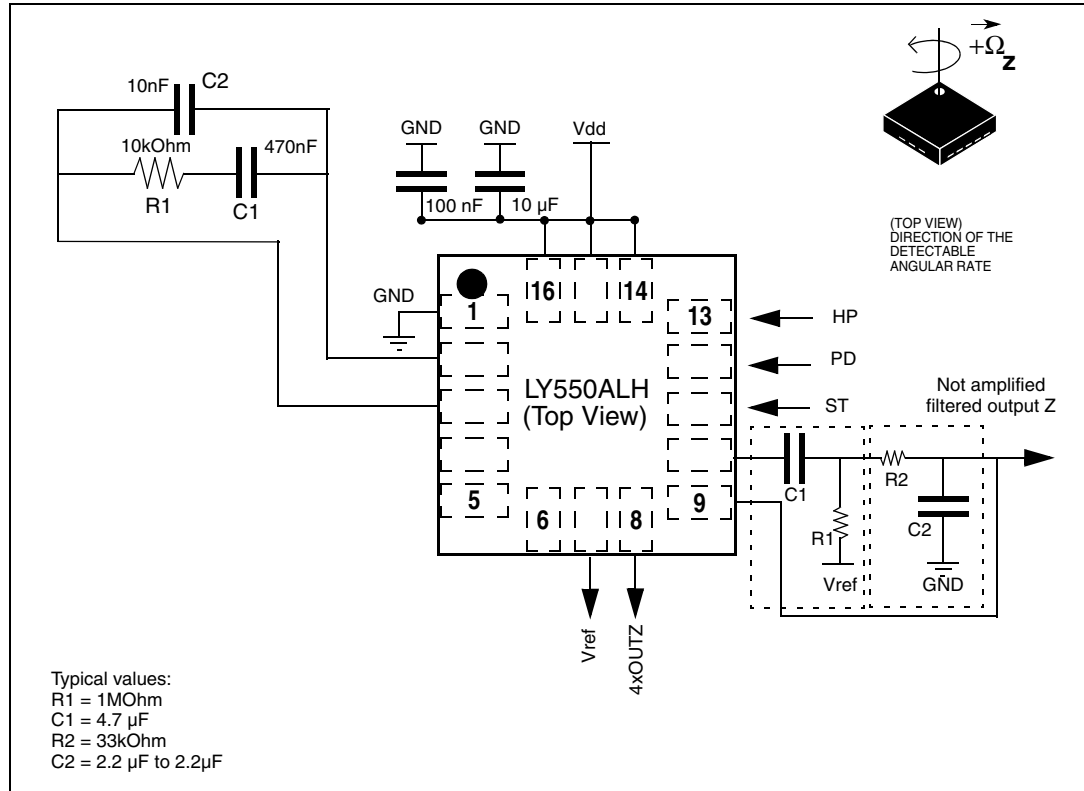 +Ω
z
10nF
C2
GND
GND
Vdd
10kOhm
470nF
R1
C1
100 nF
10 µF
(TOP VIEW)
DIRECTION OF THE
DETECTABLE
ANGULAR RATE
GND
1
16
14
13
HP
PD
LY550ALH
(Top View)
ST
Not amplified
filtered output Z
C1
R2
5
6
8
9
R1
C2
Vref
GND
Vref
4xOUTZ
Typical values:
R1 = 1MOhm
C1 = 4.7 µF
R2 = 33kOhm
C2 = 2.2 µF to 2.2µF